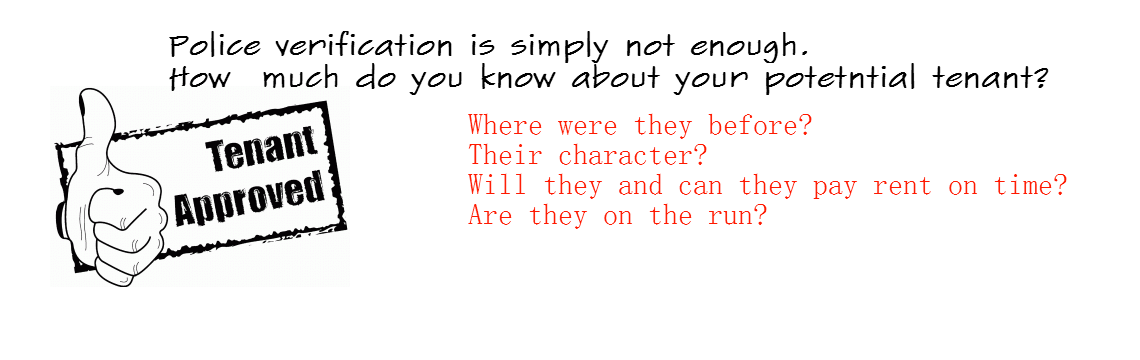 Police verification is simply not enough.
How much do you know about your potetntial tenant?
Where were they before?
Their character?
Will they and can they pay rent on time?
Are they on the run?
Tenant
Approved